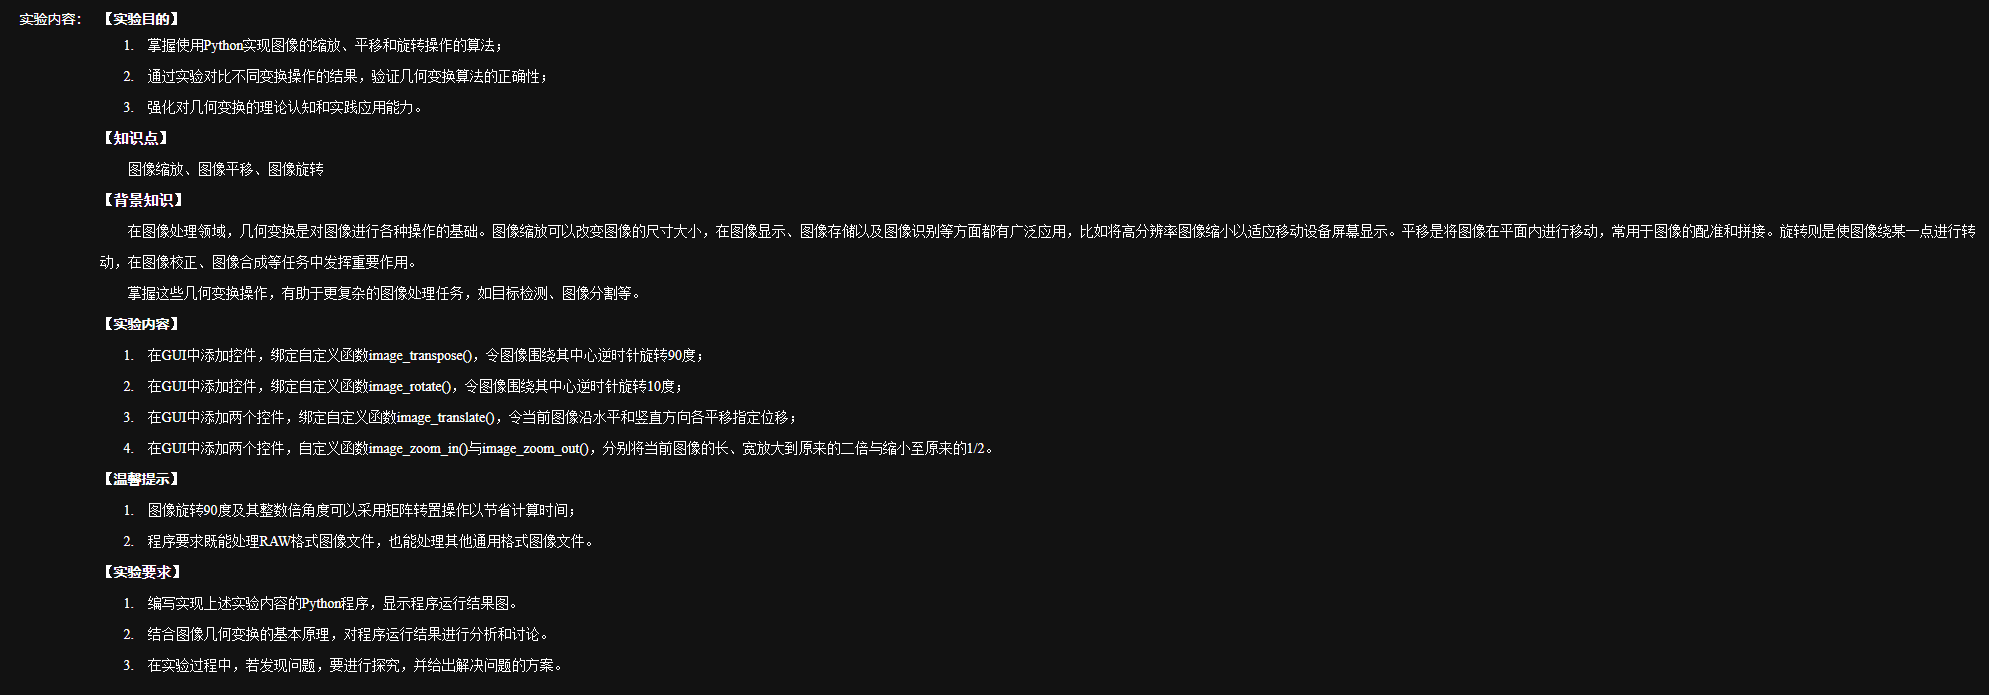 实验内容： 【实验目的】
1. 掌握使用Python实现图像的缩放、平移和旋转操作的算法；
2. 通过实验对比不同变换操作的结果，验证几何变换算法的正确性；
3. 强化对几何变换的理论认知和实践应用能力。
【知识点】
图像缩放、图像平移、图像旋转
【背景知识】
在图像处理领域，几何变换是对图像进行各种操作的基础。图像缩放可以改变图像的尺寸大小，在图像显示、图像存储以及图像识别等方面都有广泛应用，比如将高分辨率图像缩小以适应移动设备屏幕显示。平移是将图像在平面内进行移动，常用于图像的配准和拼接。旋转则是使图像绕某一点进行转
动，在图像校正、图像合成等任务中发挥重要作用。
掌握这些几何变换操作，有助于更复杂的图像处理任务，如目标检测、图像分割等。
【实验内容】
1. 在GUI中添加控件，绑定自定义函数image_transpose()，令图像围绕其中心逆时针旋转90度；
2. 在GUI中添加控件，绑定自定义函数image_rotate()，令图像围绕其中心逆时针旋转10度；
3. 在GUI中添加两个控件，绑定自定义函数image_translate()，令当前图像沿水平和竖直方向各平移指定位移；
4. 在GUI中添加两个控件，自定义函数image_zoom_in()与image_zoom_out()，分别将当前图像的长、宽放大到原来的二倍与缩小至原来的1/2。
【温馨提示】
1. 图像旋转90度及其整数倍角度可以采用矩阵转置操作以节省计算时间；
2. 程序要求既能处理RAW格式图像文件，也能处理其他通用格式图像文件。
【实验要求】
1. 编写实现上述实验内容的Python程序，显示程序运行结果图。
2. 结合图像几何变换的基本原理，对程序运行结果进行分析和讨论。
3. 在实验过程中，若发现问题，要进行探究，并给出解决问题的方案。